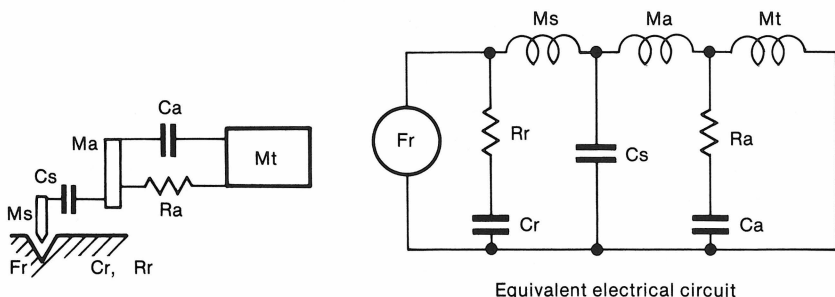 Ca
Ma
Mt
Cs
Ra
Ms
Fr Cr, Rr
Ms Ma Mt
Fr
Rr
Cs
Ra
Cr
Ca
Equivalent electrical circuit